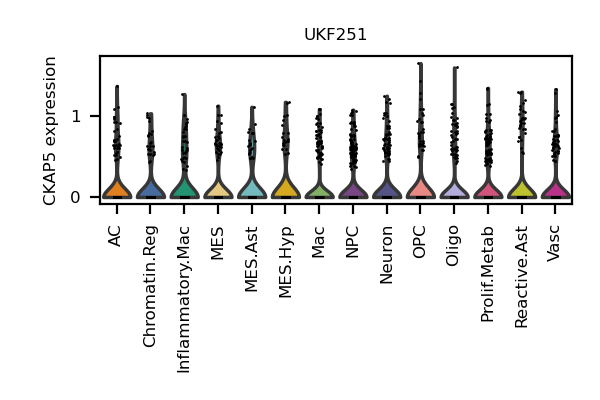 UKF251
CKAP5 expression
1
0
AC
Chromatin.Reg
Inflammatory.Mac
MES
MES.Ast
MES.Hyp
Mac
NPC
Neuron
OPC
Oligo
Prolif.Metab
Reactive.Ast
Vasc